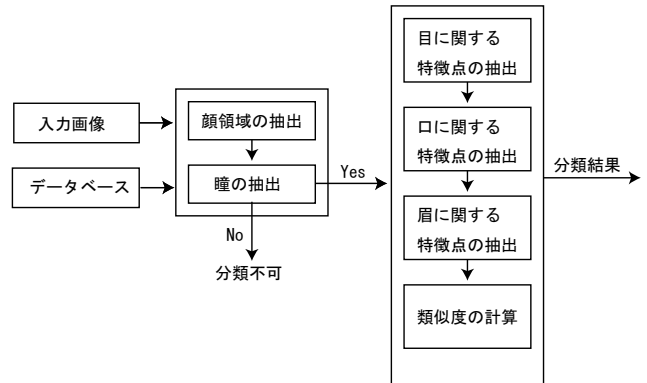 入力画像
データベース
顔領域の抽出
瞳の抽出
Yes
No
分類不可
目に関する
特徴点の抽出
口に関する
特徴点の抽出
眉に関する
特徴点の抽出
類似度の計算
分類結果